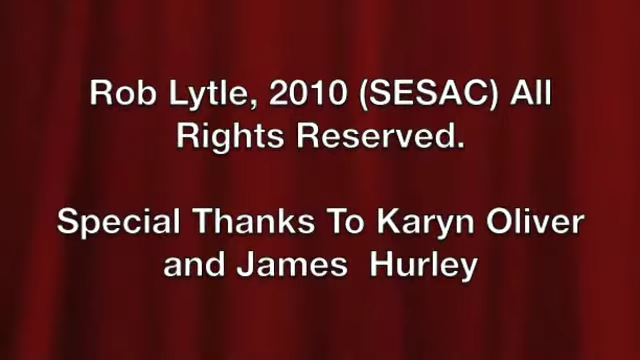 Rob Lytle, 2010 (SESAC) All
Rights Reserved.
Special Thanks To Karyn Oliver
and James  Hurley